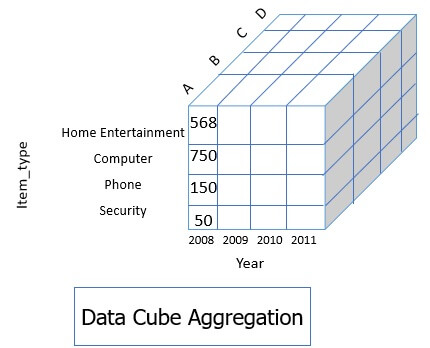 D
C
B
A
568
Home Entertainment
750
Computer
150
Phone
50
Security
Item_type
2008 2009 2010 2011
Year
Data Cube Aggregation